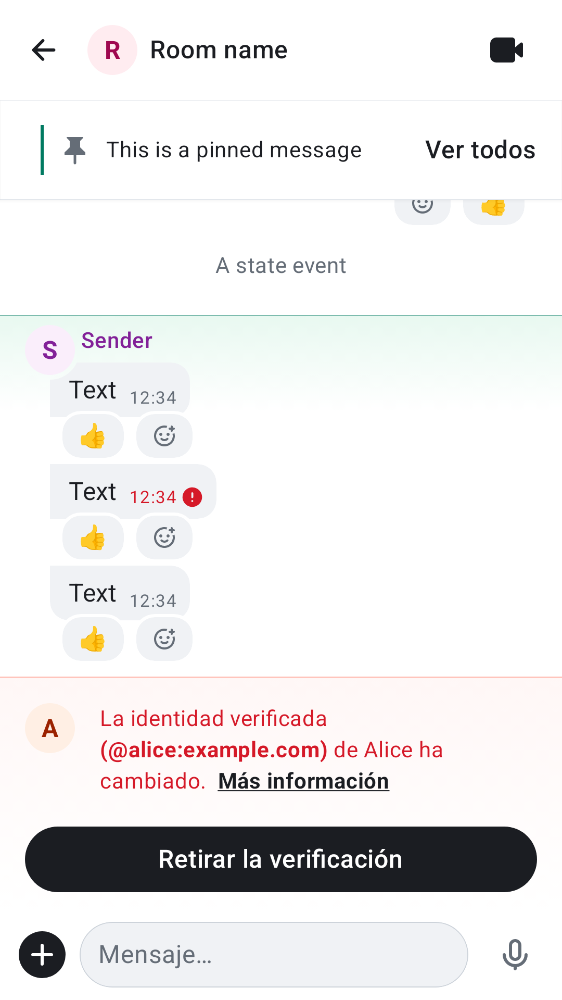 R Room name
This is a pinned message Ver todos
A state event
S Sender
Text 12:34
Text 12:34
Text 12:34
A La identidad verificada
(@alice:example.com) de Alice ha
cambiado. Más información
Retirar la verificación
Mensaje…